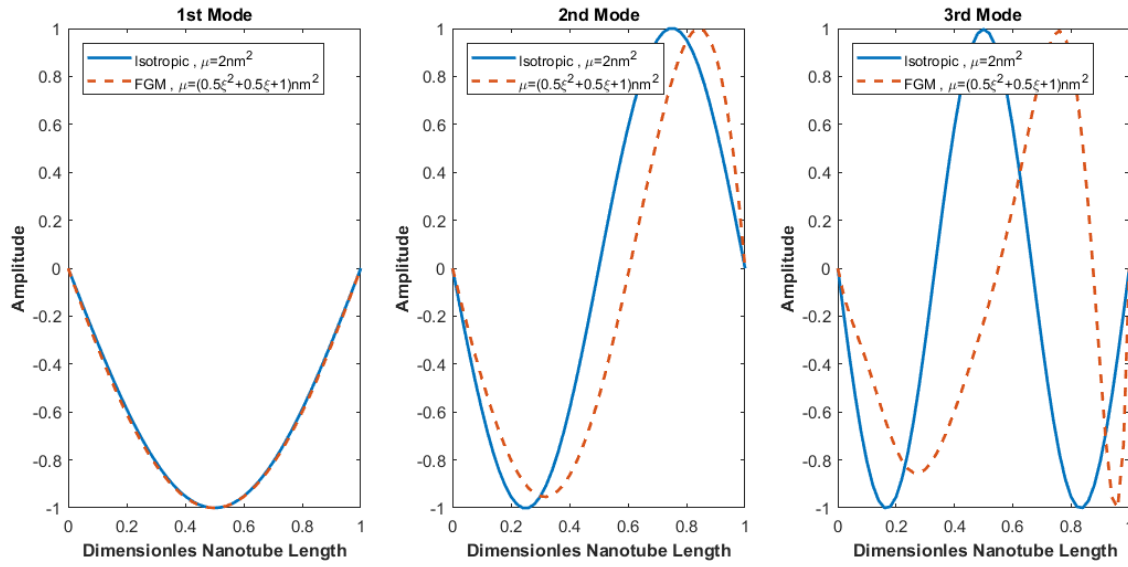 1st Mode
Isotropic , μ=2nm²
FGM , μ=(0.5ξ²+0.5ξ+1)nm²
1
0.8
0.6
0.4
0.2
0
-0.2
-0.4
-0.6
-0.8
-1
Amplitude
0 0.2 0.4 0.6 0.8 1
Dimensionles Nanotube Length
2nd Mode
Isotropic , μ=2nm²
μ=(0.5ξ²+0.5ξ+1)nm²
1
0.8
0.6
0.4
0.2
0
-0.2
-0.4
-0.6
-0.8
-1
Amplitude
0 0.2 0.4 0.6 0.8 1
Dimensionles Nanotube Length
3rd Mode
Isotropic , μ=2nm²
FGM , μ=(0.5ξ²+0.5ξ+1)nm²
1
0.8
0.6
0.4
0.2
0
-0.2
-0.4
-0.6
-0.8
-1
Amplitude
0 0.2 0.4 0.6 0.8 1
Dimensionles Nanotube Length